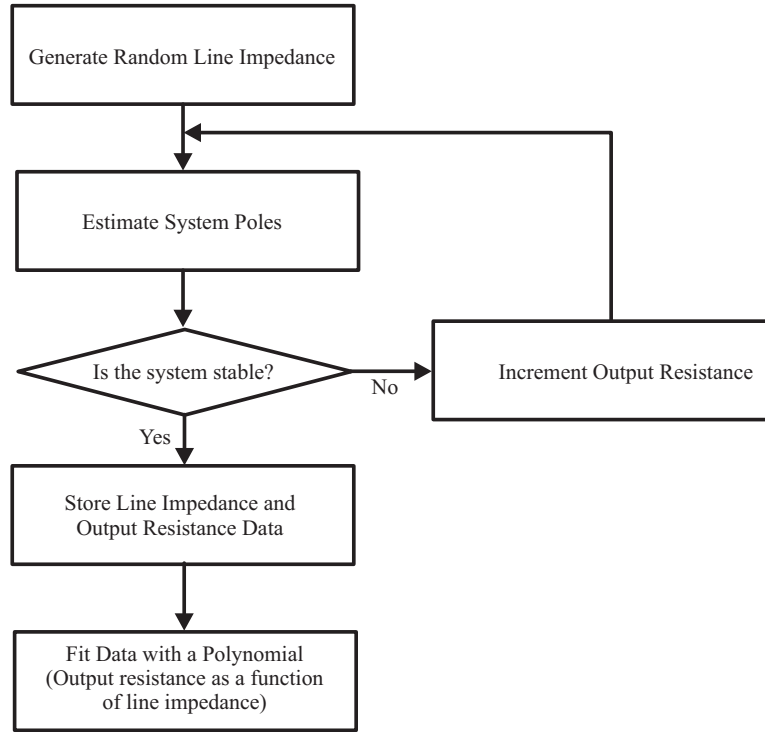 Generate Random Line Impedance
Estimate System Poles
Is the system stable?
No
Increment Output Resistance
Yes
Store Line Impedance and
Output Resistance Data
Fit Data with a Polynomial
(Output resistance as a function
of line impedance)